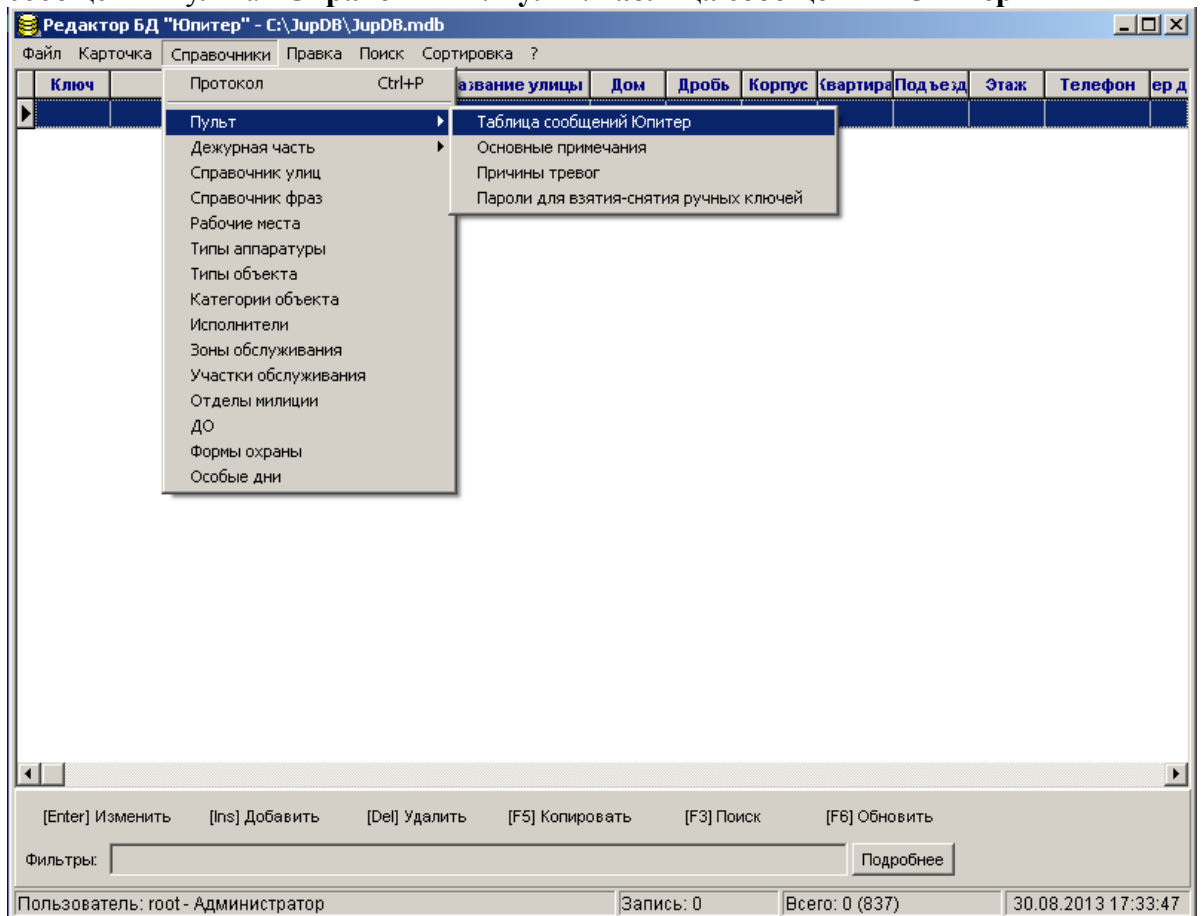 Редактор БД "Юпитер" - C:\JupDB\JupDB.mdb
Файл Карточка Справочники Правка Поиск Сортировка ?
Ключ азвание улицы Дом Дробь Корпус Квартира Подъезд Этаж Телефон ер д
Протокол Ctrl+P
Пульт
Таблица сообщений Юпитер
Дежурная часть
Основные примечания
Справочник улиц
Причины тревог
Справочник фраз
Пароли для взятия-снятия ручных ключей
Рабочие места
Типы аппаратуры
Типы объекта
Категории объекта
Исполнители
Зоны обслуживания
Участки обслуживания
Отделы милиции
ДО
Формы охраны
Особые дни
[Enter] Изменить [Ins] Добавить [Del] Удалить [F5] Копировать [F3] Поиск [F6] Обновить
Фильтры: Подробнее
Пользователь: root - Администратор Запись: 0 Всего: 0 (837) 30.08.2013 17:33:47